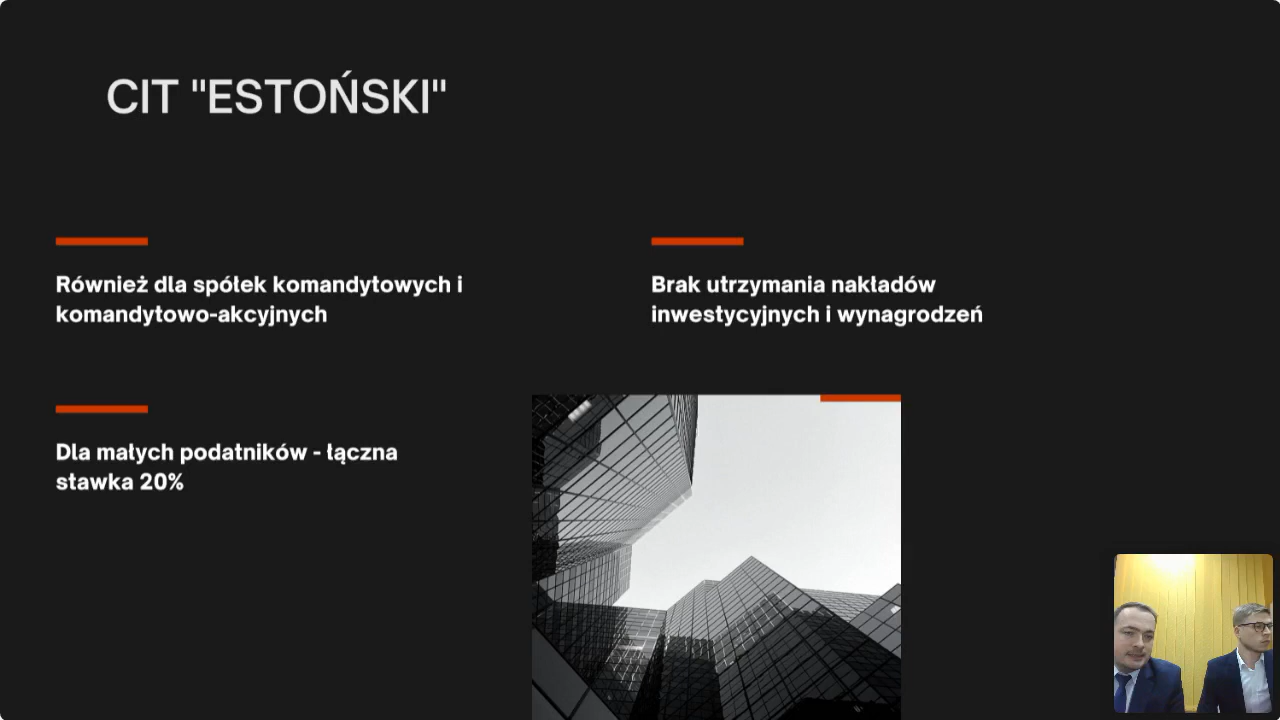 CIT "ESTOŃSKI"
Również dla spółek komandytowych i
komandytowo-akcyjnych
Brak utrzymania nakładów
inwestycyjnych i wynagrodzeń
Dla małych podatników - łączna
stawka 20%